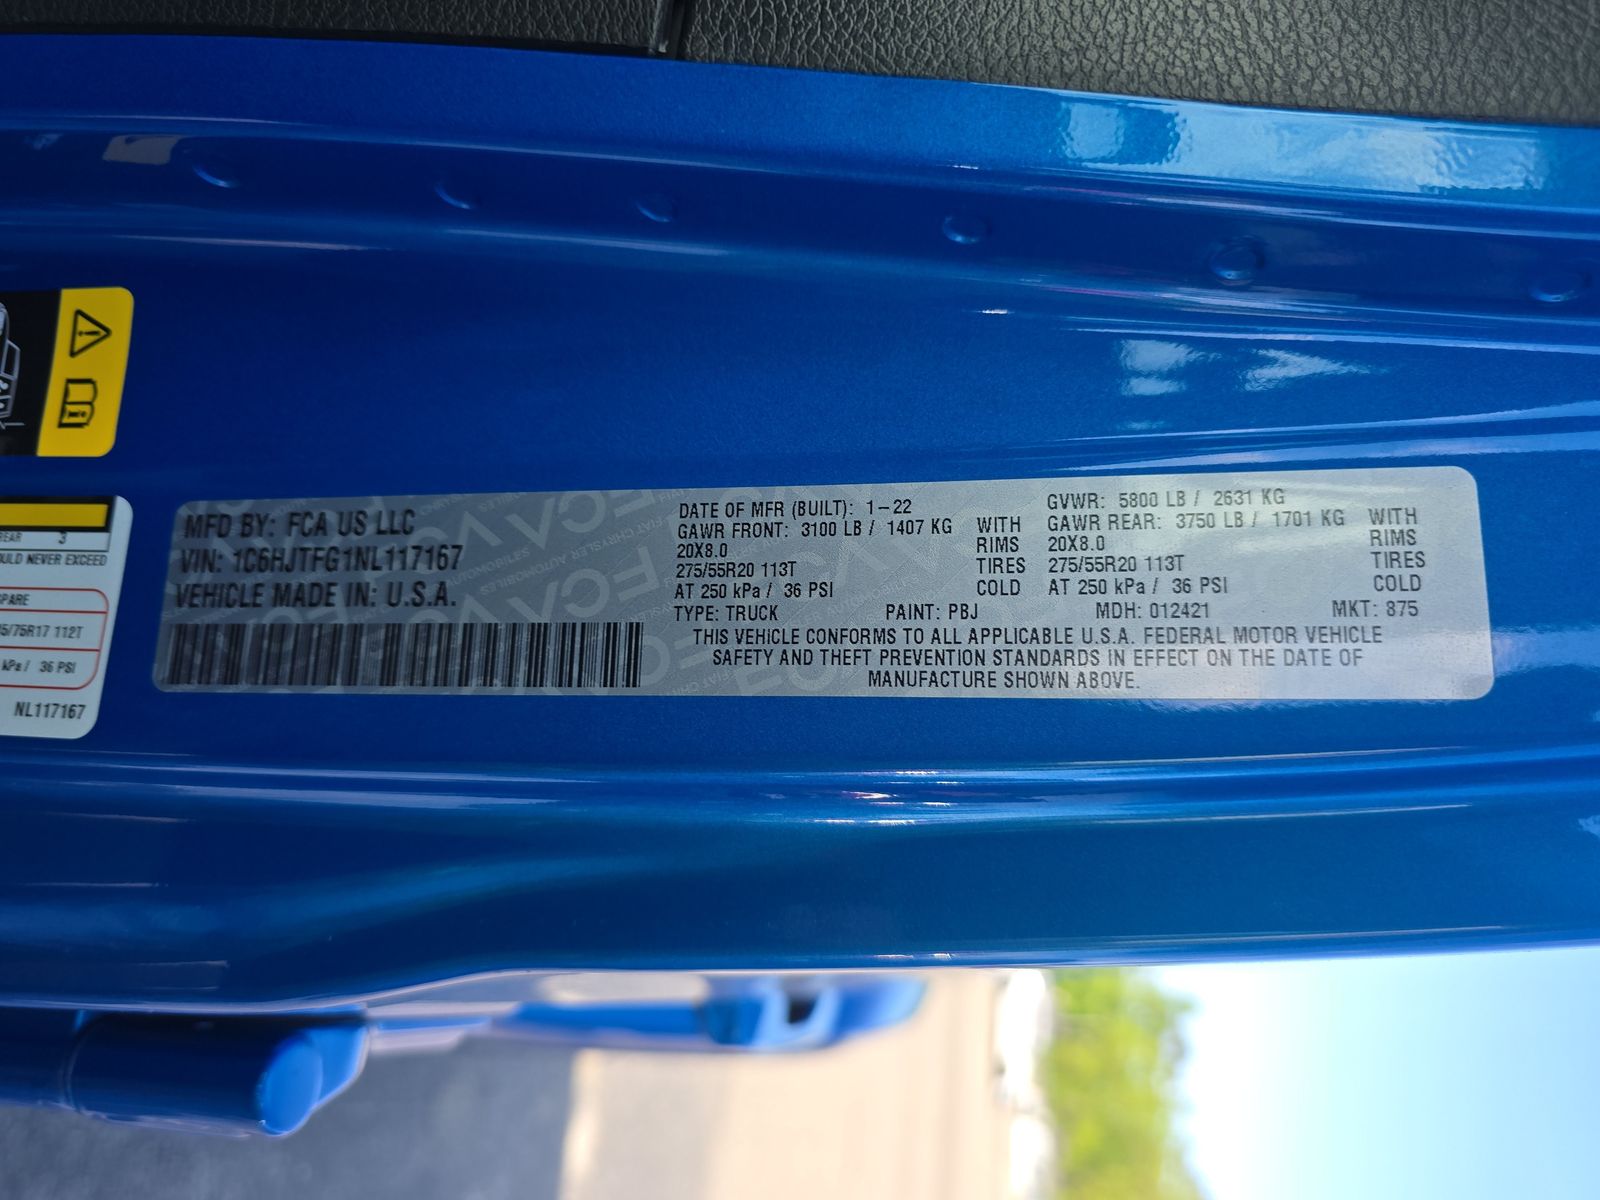 MFD BY: FCA US LLC
VIN: 1C6HJTFG1NL117167
VEHICLE MADE IN: U.S.A.
DATE OF MFR (BUILT): 1-22
GAWR FRONT: 3100 LB / 1407 KG WITH
20X8.0 RIMS
275/55R20 113T TIRES
AT 250 kPa / 36 PSI COLD
GVWR: 5800 LB / 2631 KG
GAWR REAR: 3750 LB / 1701 KG WITH
20X8.0 RIMS
275/55R20 113T TIRES
AT 250 kPa / 36 PSI COLD
TYPE: TRUCK PAINT: PBJ MDH: 012421 MKT: 875
THIS VEHICLE CONFORMS TO ALL APPLICABLE U.S.A. FEDERAL MOTOR VEHICLE
SAFETY AND THEFT PREVENTION STANDARDS IN EFFECT ON THE DATE OF
MANUFACTURE SHOWN ABOVE.
REAR 3
NEVER EXCEED
5/75R17 112T
kPa / 36 PSI
NL117167